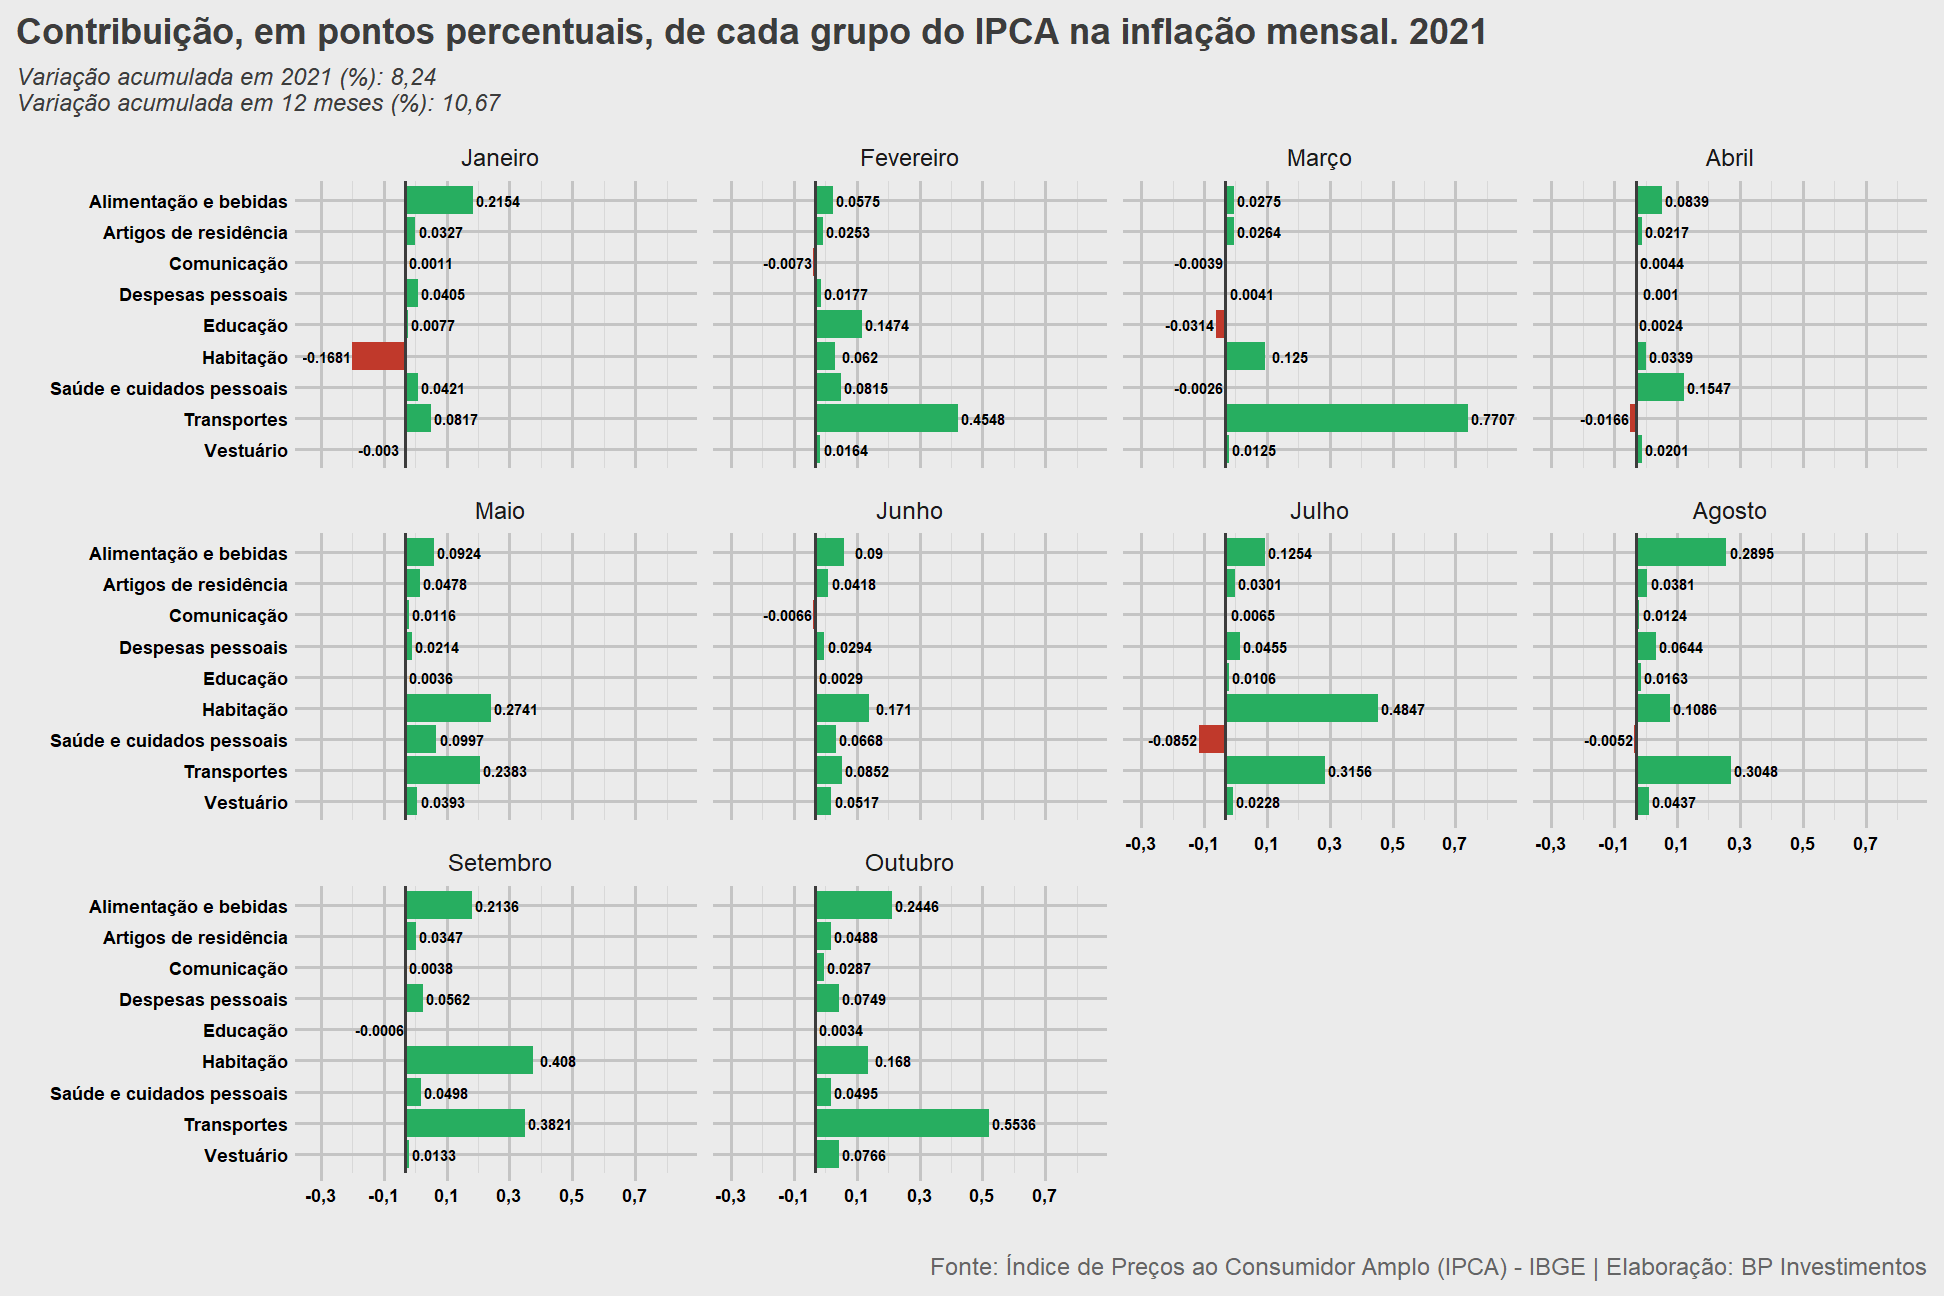 Contribuição, em pontos percentuais, de cada grupo do IPCA na inflação mensal. 2021
Variação acumulada em 2021 (%): 8,24
Variação acumulada em 12 meses (%): 10,67
Janeiro Fevereiro Março Abril
Alimentação e bebidas 0.2154 0.0575 0.0275 0.0839
Artigos de residência 0.0327 0.0253 0.0264 0.0217
Comunicação 0.0011 -0.0073 -0.0039 0.0044
Despesas pessoais 0.0405 0.0177 0.0041 0.001
Educação 0.0077 0.1474 -0.0314 0.0024
Habitação -0.1681 0.062 0.125 0.0339
Saúde e cuidados pessoais 0.0421 0.0815 -0.0026 0.1547
Transportes 0.0817 0.4548 0.7707 -0.0166
Vestuário -0.003 0.0164 0.0125 0.0201
Maio Junho Julho Agosto
Alimentação e bebidas 0.0924 0.09 0.1254 0.2895
Artigos de residência 0.0478 0.0418 0.0301 0.0381
Comunicação 0.0116 -0.0066 0.0065 0.0124
Despesas pessoais 0.0214 0.0294 0.0455 0.0644
Educação 0.0036 0.0029 0.0106 0.0163
Habitação 0.2741 0.171 0.4847 0.1086
Saúde e cuidados pessoais 0.0997 0.0668 -0.0852 -0.0052
Transportes 0.2383 0.0852 0.3156 0.3048
Vestuário 0.0393 0.0517 0.0228 0.0437
-0,3 -0,1 0,1 0,3 0,5 0,7 -0,3 -0,1 0,1 0,3 0,5 0,7
Setembro Outubro
Alimentação e bebidas 0.2136 0.2446
Artigos de residência 0.0347 0.0488
Comunicação 0.0038 0.0287
Despesas pessoais 0.0562 0.0749
Educação -0.0006 0.0034
Habitação 0.408 0.168
Saúde e cuidados pessoais 0.0498 0.0495
Transportes 0.3821 0.5536
Vestuário 0.0133 0.0766
-0,3 -0,1 0,1 0,3 0,5 0,7 -0,3 -0,1 0,1 0,3 0,5 0,7
Fonte: Índice de Preços ao Consumidor Amplo (IPCA) - IBGE | Elaboração: BP Investimentos